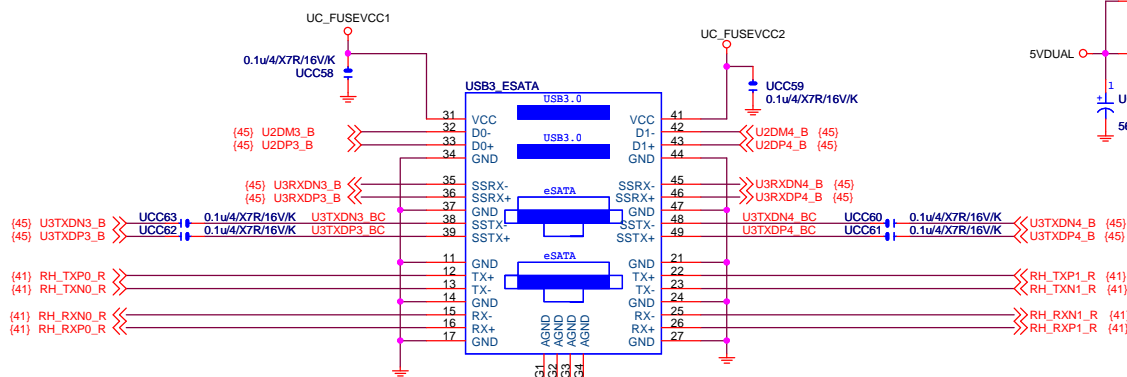 UC_FUSEVCC1
UC_FUSEVCC2
0.1u/4/X7R/16V/K
UCC58
5VDUAL
USB3_ESATA
UCC59
0.1u/4/X7R/16V/K
1
+
USB3.0
31 VCC VCC 41
{45} U2DM3_B 32 D0- D1- 42 U2DM4_B {45}
{45} U2DP3_B 33 D0+ D1+ 43 U2DP4_B {45}
USB3.0
34 GND GND 44
{45} U3RXDN3_B 35 SSRX- SSRX- 45 U3RXDN4_B {45}
{45} U3RXDP3_B 36 SSRX+ SSRX+ 46 U3RXDP4_B {45}
eSATA
37 GND GND 47
{45} U3TXDN3_B UCC63 0.1u/4/X7R/16V/K U3TXDN3_BC 38 SSTX- SSTX- 48 U3TXDN4_BC UCC60 0.1u/4/X7R/16V/K U3TXDN4_B {45}
{45} U3TXDP3_B UCC62 0.1u/4/X7R/16V/K U3TXDP3_BC 39 SSTX+ SSTX+ 49 U3TXDP4_BC UCC61 0.1u/4/X7R/16V/K U3TXDP4_B {45}
eSATA
11 GND GND 21
{41} RH_TXP0_R 12 TX+ TX+ 22 RH_TXP1_R {41}
{41} RH_TXN0_R 13 TX- TX- 23 RH_TXN1_R {41}
14 GND GND 24
{41} RH_RXN0_R 15 RX- RX- 25 RH_RXN1_R {41}
{41} RH_RXP0_R 16 RX+ RX+ 26 RH_RXP1_R {41}
17 GND GND 27
AGND AGND AGND AGND
G1 G2 G3 G4